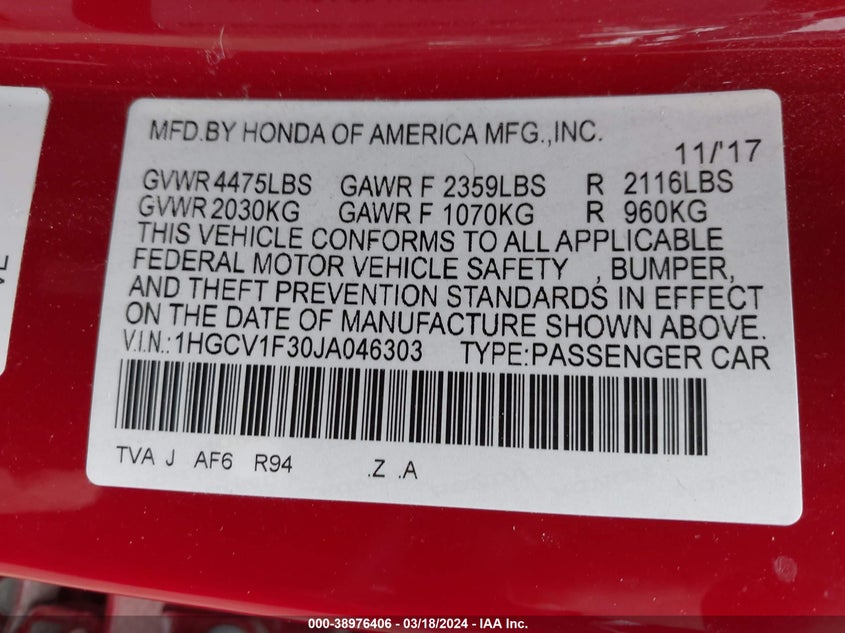 MFD.BY HONDA OF AMERICA MFG.,INC.
11/'17
GVWR 4475LBS GAWR F 2359LBS R 2116LBS
GVWR 2030KG GAWR F 1070KG R 960KG
THIS VEHICLE CONFORMS TO ALL APPLICABLE
FEDERAL MOTOR VEHICLE SAFETY , BUMPER,
AND THEFT PREVENTION STANDARDS IN EFFECT
ON THE DATE OF MANUFACTURE SHOWN ABOVE.
V.I.N.:1HGCV1F30JA046303 TYPE:PASSENGER CAR
TVA J AF6 R94 .Z .A
000-38976406 - 03/18/2024 - IAA Inc.